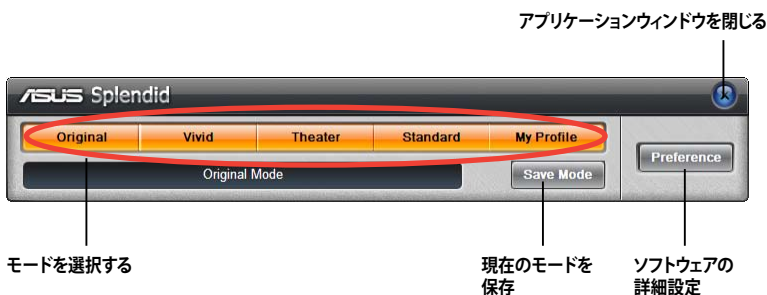 アプリケーションウィンドウを閉じる
ASUS Splendid
Original Vivid Theater Standard My Profile
Preference
Original Mode Save Mode
モードを選択する
現在のモードを
保存
ソフトウェアの
詳細設定